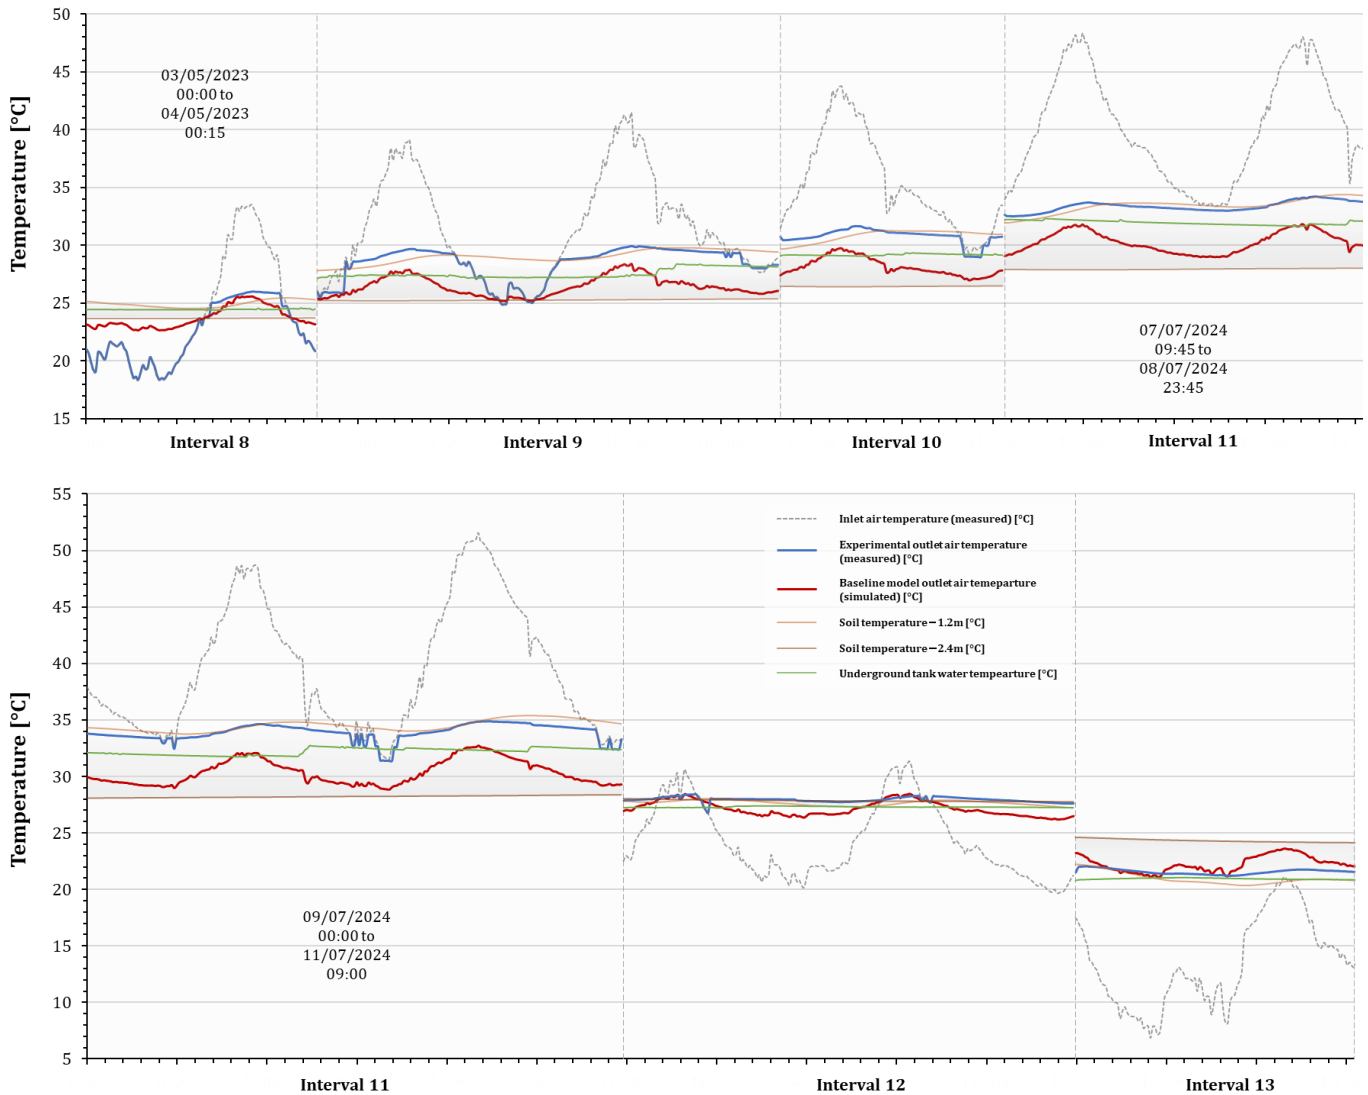 50
45
40
35
30
25
20
15
Temperature [°C]
03/05/2023
00:00 to
04/05/2023
00:15
07/07/2024
09:45 to
08/07/2024
23:45
Interval 8
Interval 9
Interval 10
Interval 11
55
50
45
40
35
30
25
20
15
10
5
Temperature [°C]
Inlet air temperature (measured) [°C]
Experimental outlet air temperature
(measured) [°C]
Baseline model outlet air temeparture
(simulated) [°C]
Soil temperature – 1.2m [°C]
Soil temperature – 2.4m [°C]
Underground tank water tempearture [°C]
09/07/2024
00:00 to
11/07/2024
09:00
Interval 11
Interval 12
Interval 13